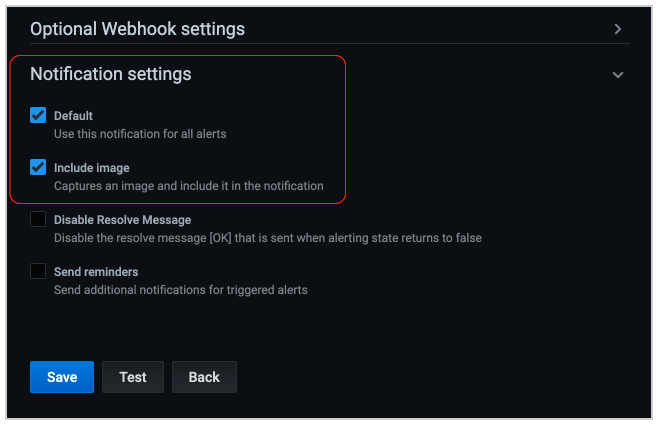 Optional Webhook settings
Notification settings
Default
Use this notification for all alerts
Include image
Captures an image and include it in the notification
Disable Resolve Message
Disable the resolve message [OK] that is sent when alerting state returns to false
Send reminders
Send additional notifications for triggered alerts
Save Test Back